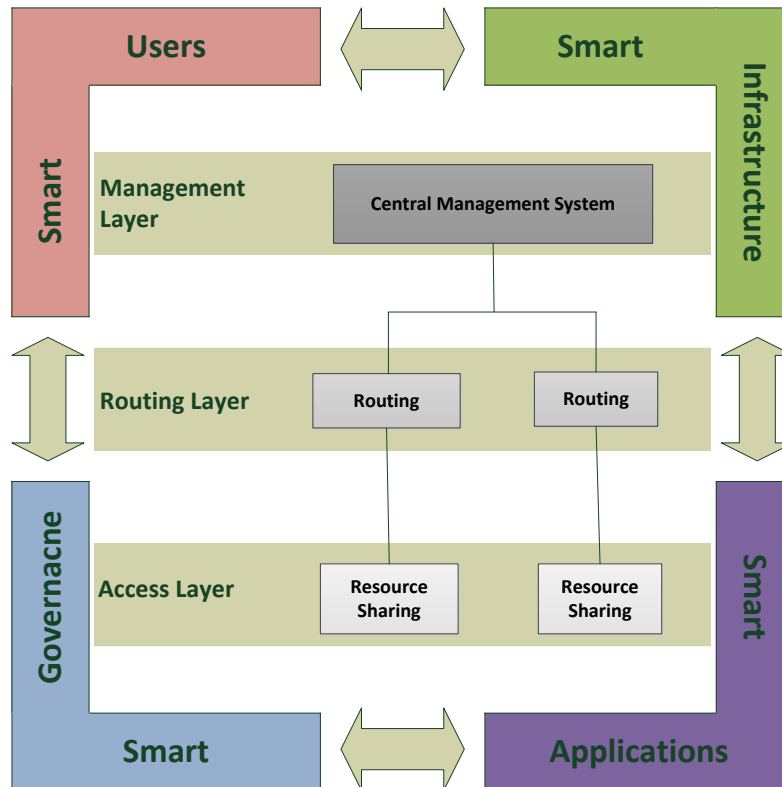 Users
Smart
Smart
Infrastructure
Management
Layer
Central Management System
Routing Layer
Routing
Routing
Access Layer
Resource
Sharing
Resource
Sharing
Governacne
Smart
Smart
Applications